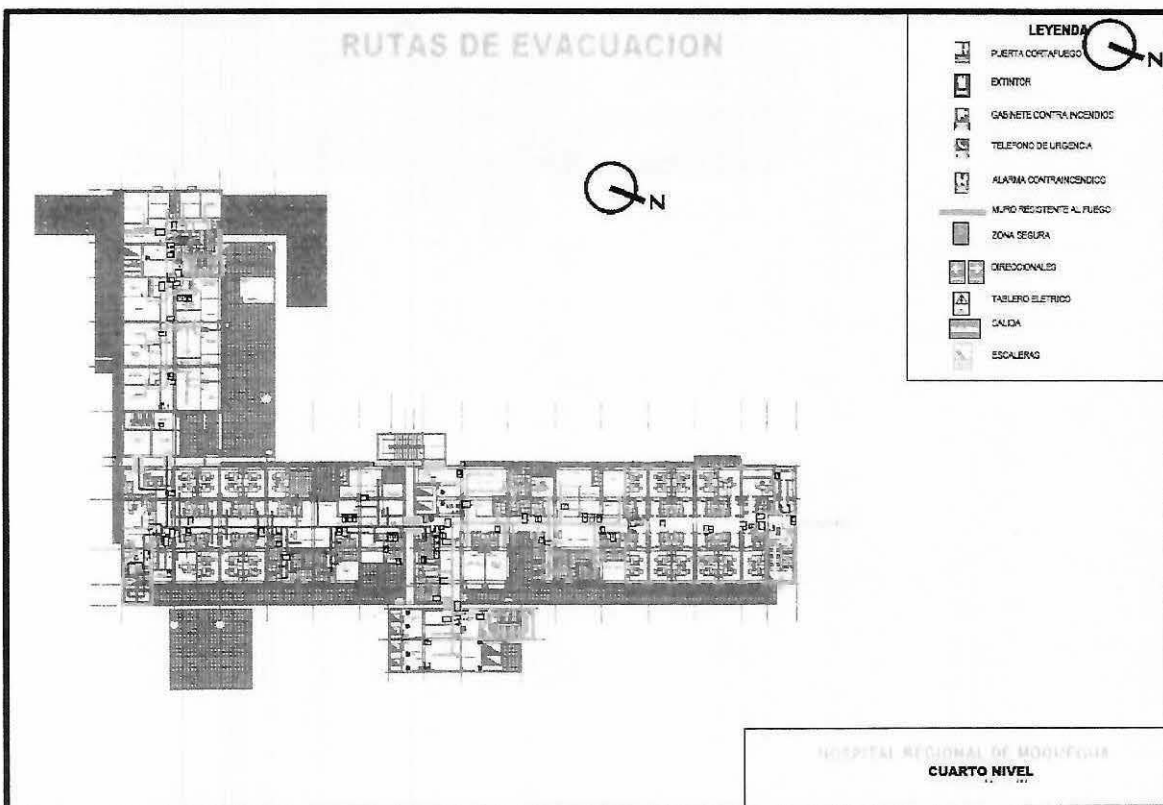 RUTAS DE EVACUACION
LEYENDA
N
PUERTA CORTAFUEGO
EXTINTOR
GABINETE CONTRA INCENDIOS
TELEFONO DE URGENCIA
ALARMA CONTRAINCENDIOS
MURO RESISTENTE AL FUEGO
ZONA SEGURA
DIRECCIONALES
TABLERO ELETRICO
SALIDA
ESCALERAS
N
HOSPITAL REGIONAL DE MOQUEGUA
CUARTO NIVEL